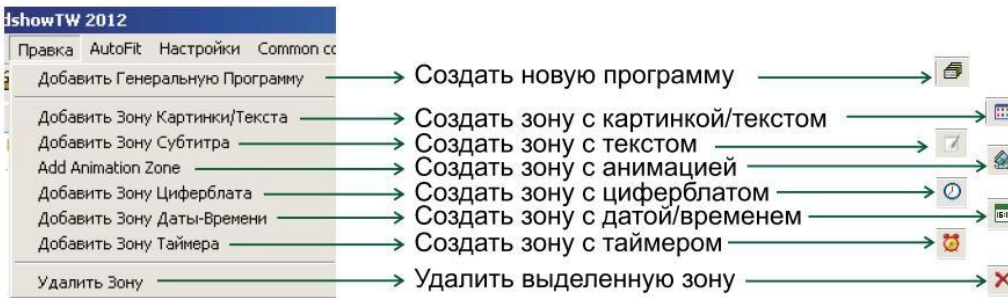 dshowTW 2012
Правка AutoFit Настройки Common co
Добавить Генеральную Программу Создать новую программу
Добавить Зону Картинки/Текста Создать зону с картинкой/текстом
Добавить Зону Субтитра Создать зону с текстом
Add Animation Zone Создать зону с анимацией
Добавить Зону Циферблата Создать зону с циферблатом
Добавить Зону Даты-Времени Создать зону с датой/временем
Добавить Зону Таймера Создать зону с таймером
Удалить Зону Удалить выделенную зону